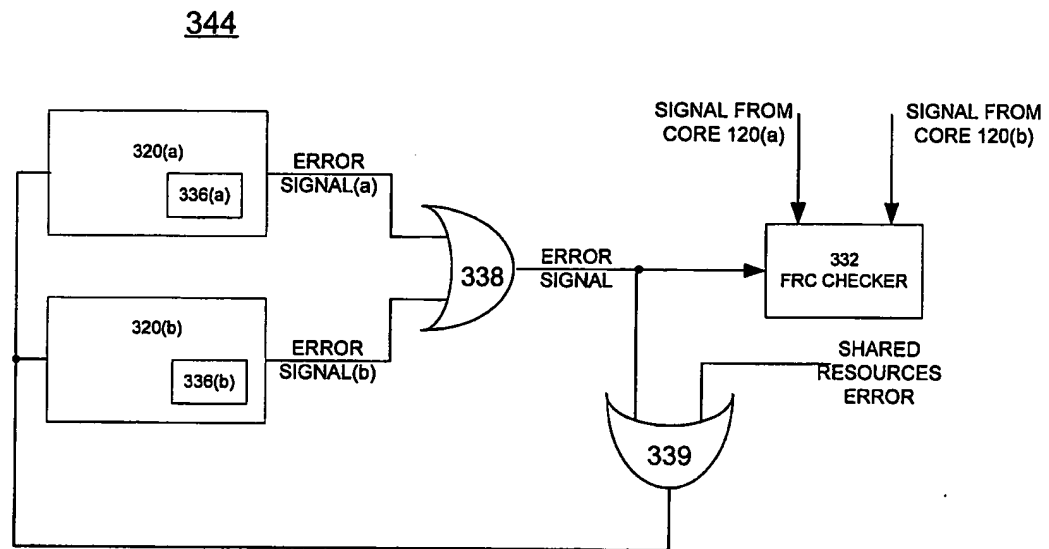 344
320(a)
336(a)
ERROR
SIGNAL(a)
338
ERROR
SIGNAL
SIGNAL FROM
CORE 120(a)
SIGNAL FROM
CORE 120(b)
332
FRC CHECKER
320(b)
336(b)
ERROR
SIGNAL(b)
SHARED
RESOURCES
ERROR
339